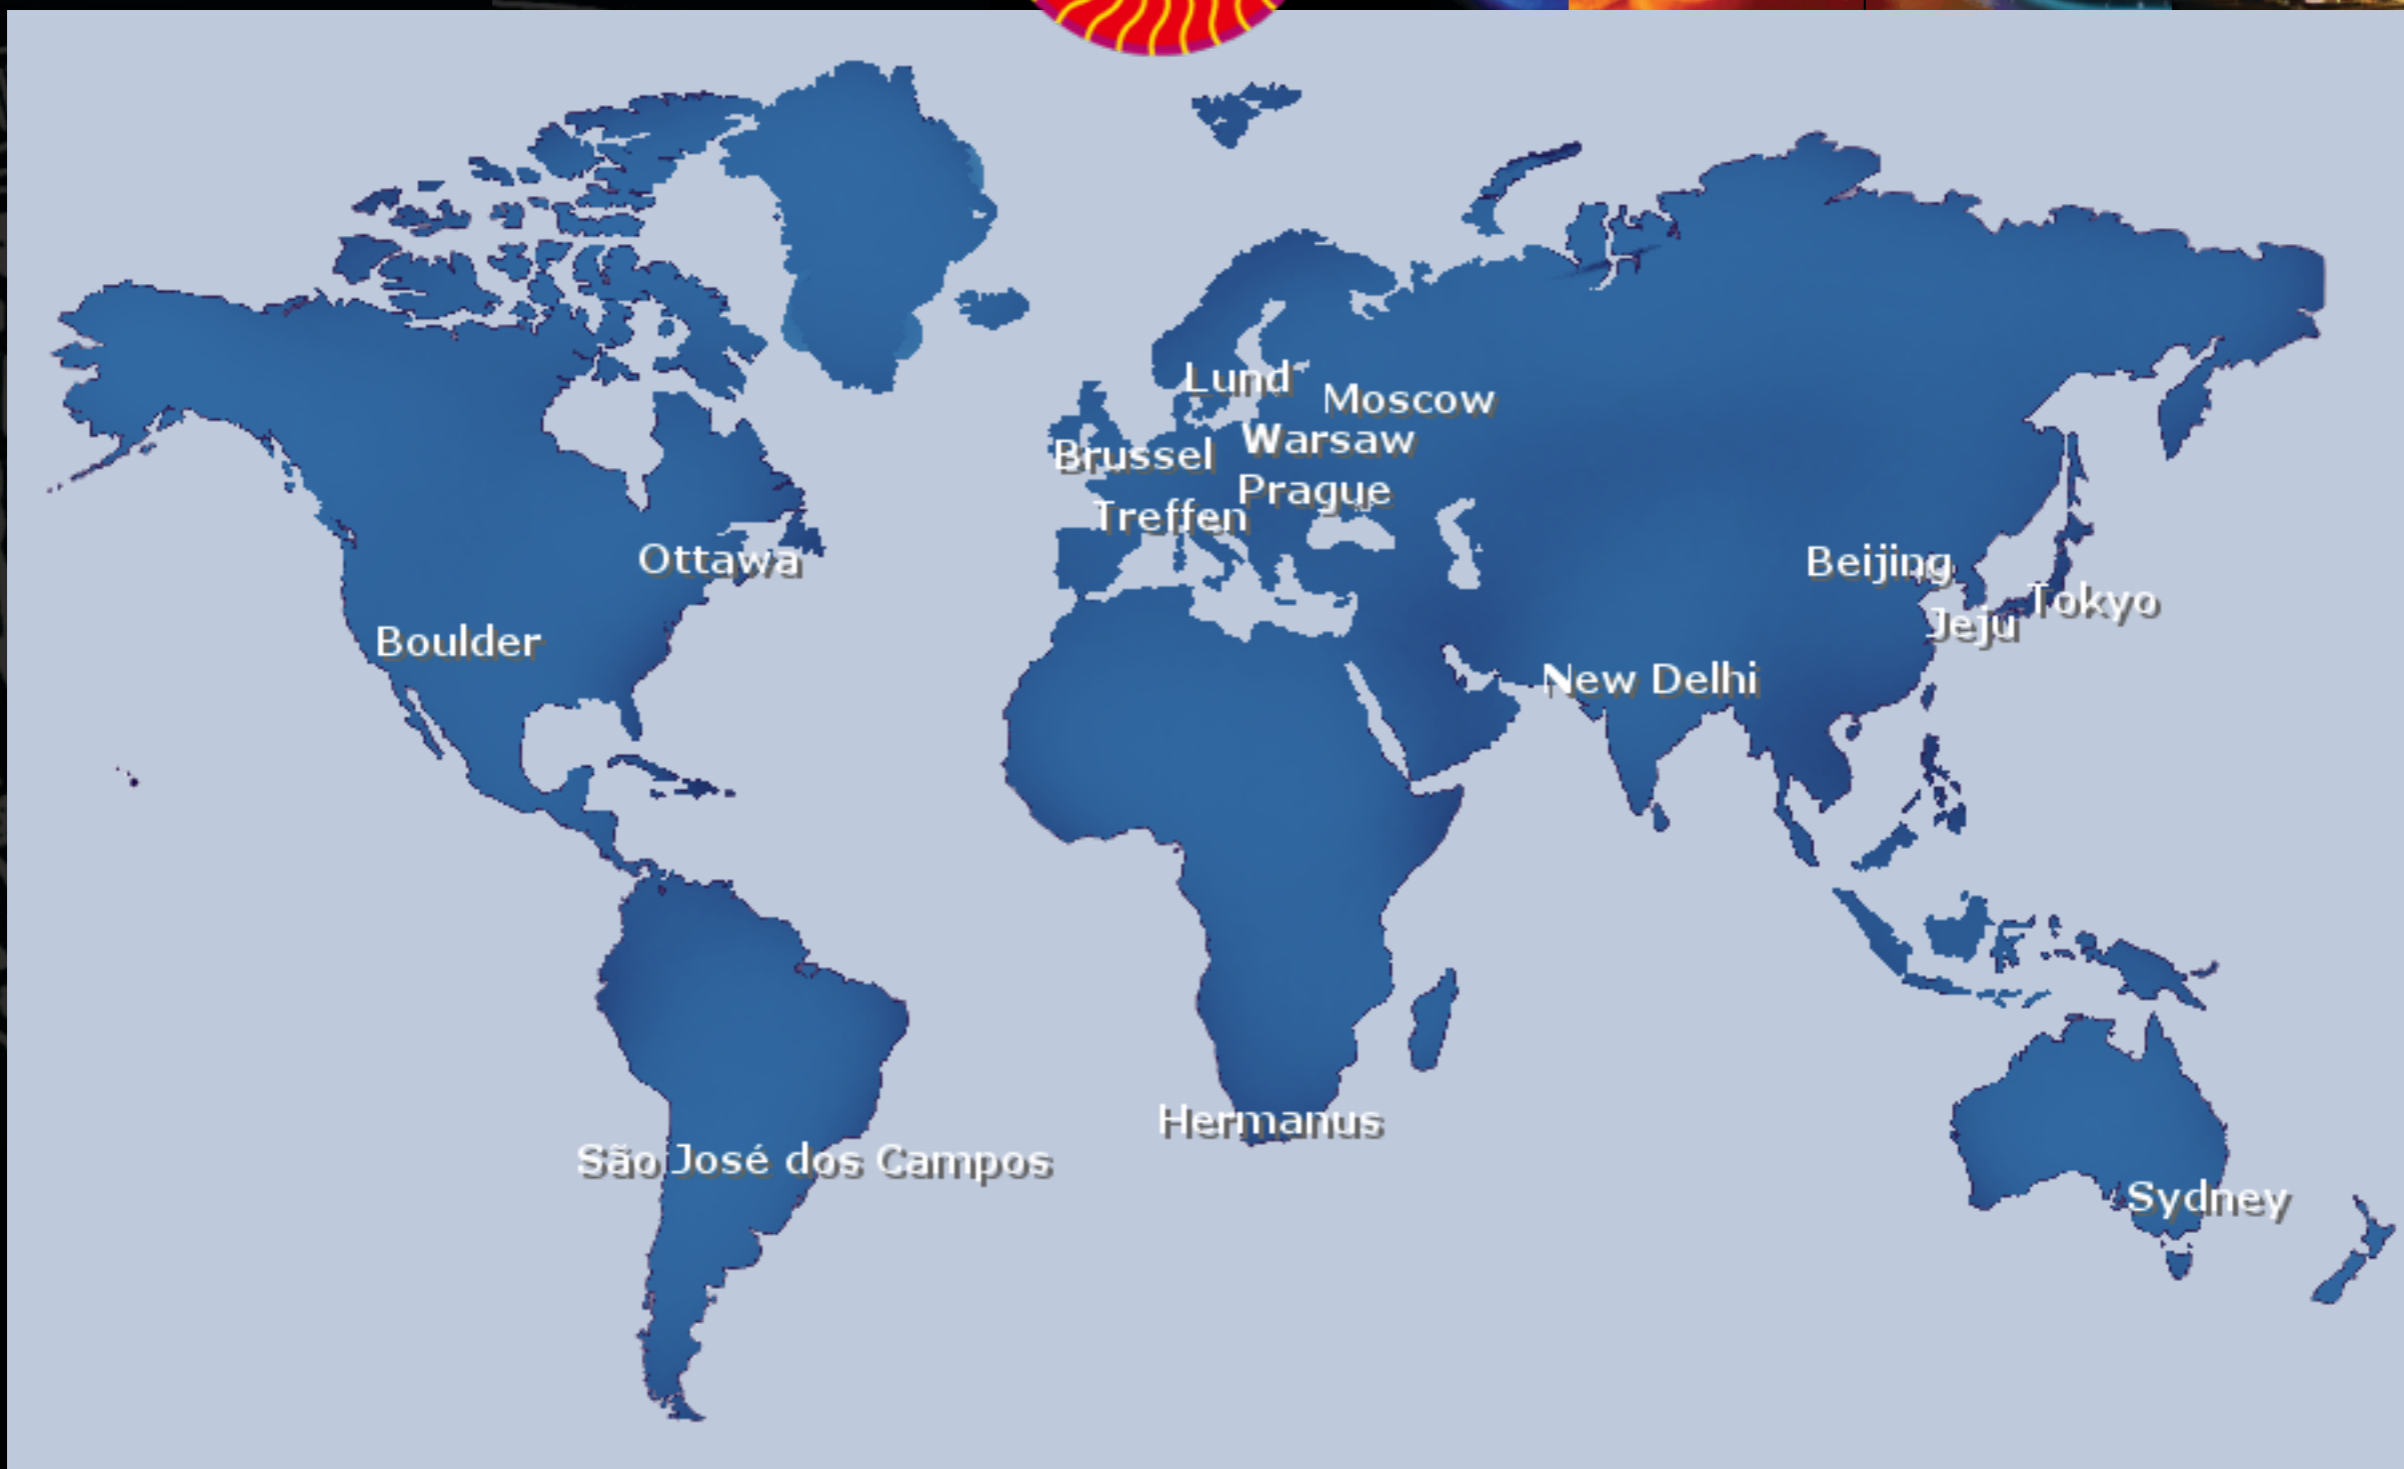 Lund
Moscow
Warsaw
Brussel
Prague
Treffen
Ottawa
Beijing
Tokyo
Jeju
Boulder
New Delhi
Hermanus
São José dos Campos
Sydney